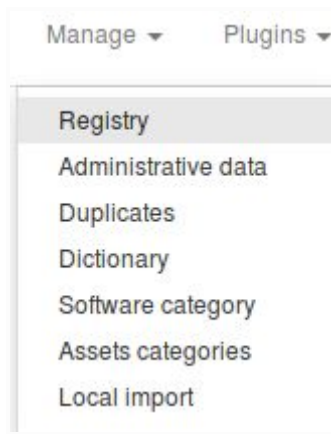 Manage Plugins
Registry
Administrative data
Duplicates
Dictionary
Software category
Assets categories
Local import